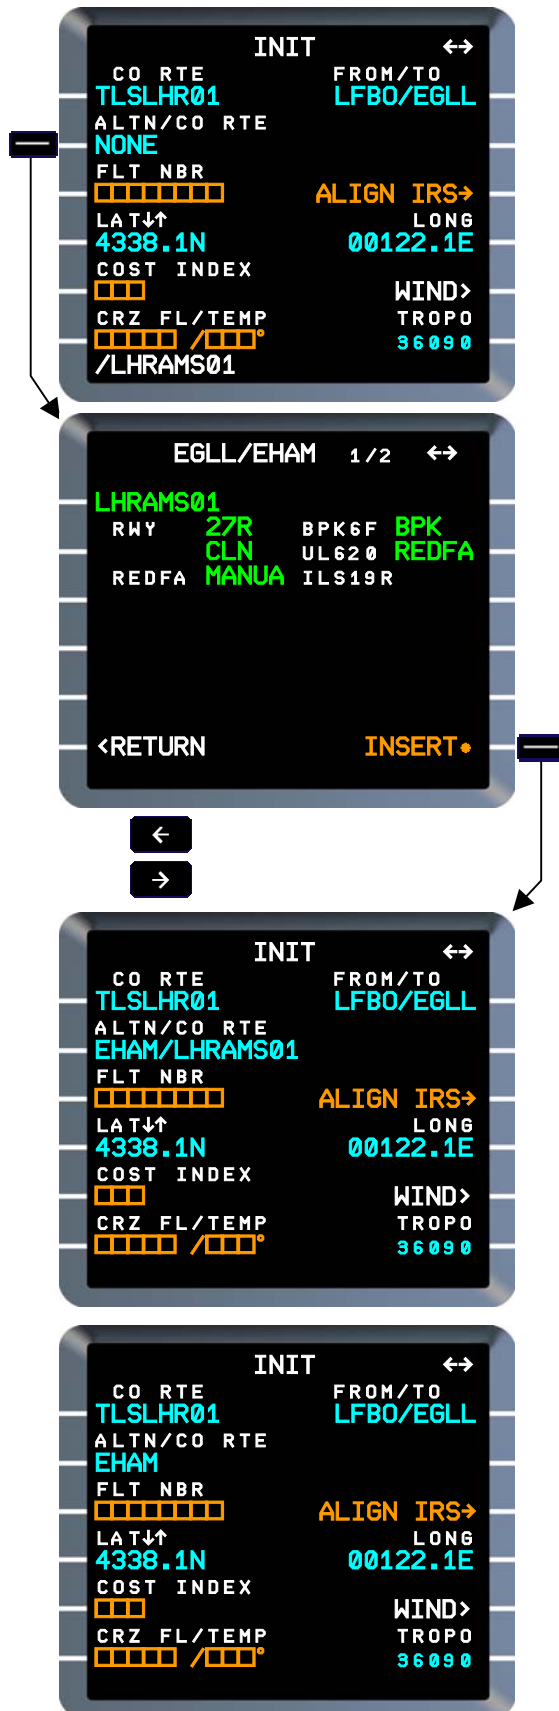 INIT ↔
CO RTE FROM/TO
TLSLHR01 LFBO/EGLL
ALTN/CO RTE
NONE
FLT NBR
□□□□□□□□ ALIGN IRS→
LAT↓↑ LONG
4338.1N 00122.1E
COST INDEX
□□□ WIND>
CRZ FL/TEMP TROPO
□□□□□ /□□□° 36090
/LHRAMS01
EGLL/EHAM 1/2 ↔
LHRAMS01
RWY 27R BPK6F BPK
CLN UL620 REDFA
REDFA MANUA ILS19R
<RETURN INSERT•
←
→
INIT ↔
CO RTE FROM/TO
TLSLHR01 LFBO/EGLL
ALTN/CO RTE
EHAM/LHRAMS01
FLT NBR
□□□□□□□□ ALIGN IRS→
LAT↓↑ LONG
4338.1N 00122.1E
COST INDEX
□□□ WIND>
CRZ FL/TEMP TROPO
□□□□□ /□□□° 36090
INIT ↔
CO RTE FROM/TO
TLSLHR01 LFBO/EGLL
ALTN/CO RTE
EHAM
FLT NBR
□□□□□□□□ ALIGN IRS→
LAT↓↑ LONG
4338.1N 00122.1E
COST INDEX
□□□ WIND>
CRZ FL/TEMP TROPO
□□□□□ /□□□° 36090